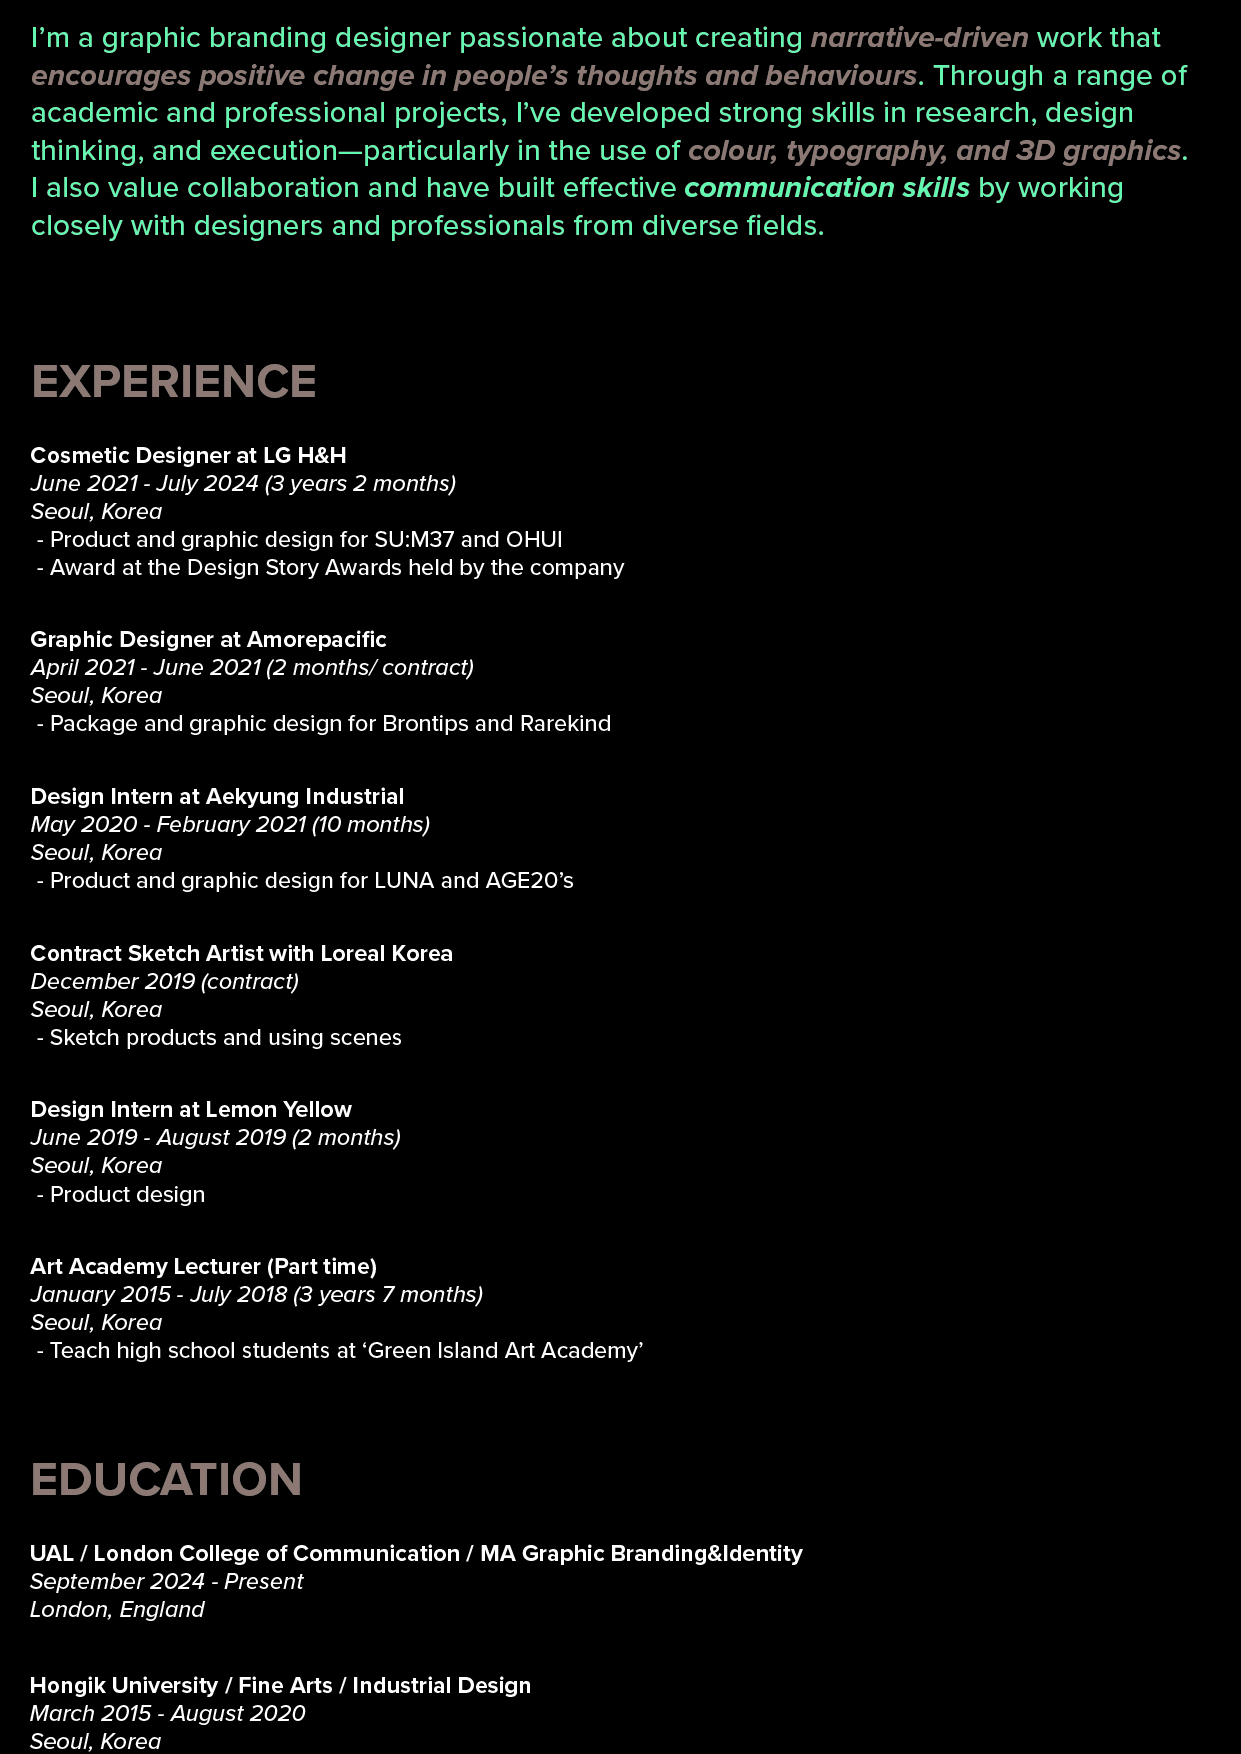 I’m a graphic branding designer passionate about creating narrative-driven work that
encourages positive change in people’s thoughts and behaviours. Through a range of
academic and professional projects, I’ve developed strong skills in research, design
thinking, and execution—particularly in the use of colour, typography, and 3D graphics.
I also value collaboration and have built effective communication skills by working
closely with designers and professionals from diverse fields.
EXPERIENCE
Cosmetic Designer at LG H&H
June 2021 - July 2024 (3 years 2 months)
Seoul, Korea
- Product and graphic design for SU:M37 and OHUI
- Award at the Design Story Awards held by the company
Graphic Designer at Amorepacific
April 2021 - June 2021 (2 months/ contract)
Seoul, Korea
- Package and graphic design for Brontips and Rarekind
Design Intern at Aekyung Industrial
May 2020 - February 2021 (10 months)
Seoul, Korea
- Product and graphic design for LUNA and AGE20’s
Contract Sketch Artist with Loreal Korea
December 2019 (contract)
Seoul, Korea
- Sketch products and using scenes
Design Intern at Lemon Yellow
June 2019 - August 2019 (2 months)
Seoul, Korea
- Product design
Art Academy Lecturer (Part time)
January 2015 - July 2018 (3 years 7 months)
Seoul, Korea
- Teach high school students at ‘Green Island Art Academy’
EDUCATION
UAL / London College of Communication / MA Graphic Branding&Identity
September 2024 - Present
London, England
Hongik University / Fine Arts / Industrial Design
March 2015 - August 2020
Seoul, Korea